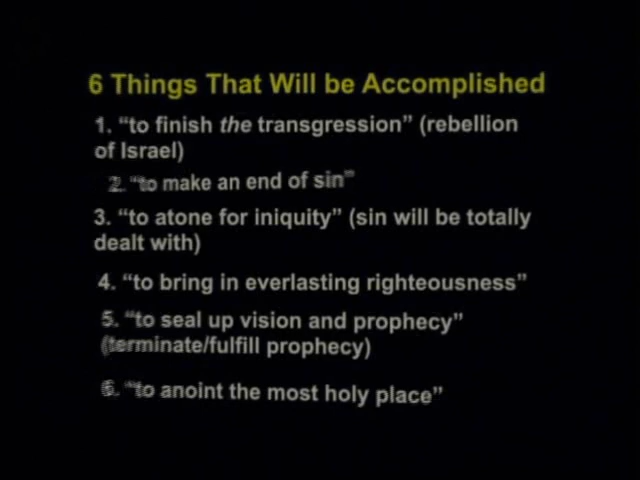 6 Things That Will be Accomplished
1. “to finish the transgression” (rebellion
of Israel)
2. “to make an end of sin”
3. “to atone for iniquity” (sin will be totally
dealt with)
4. “to bring in everlasting righteousness”
5. “to seal up vision and prophecy”
(terminate/fulfill prophecy)
6. “to anoint the most holy place”